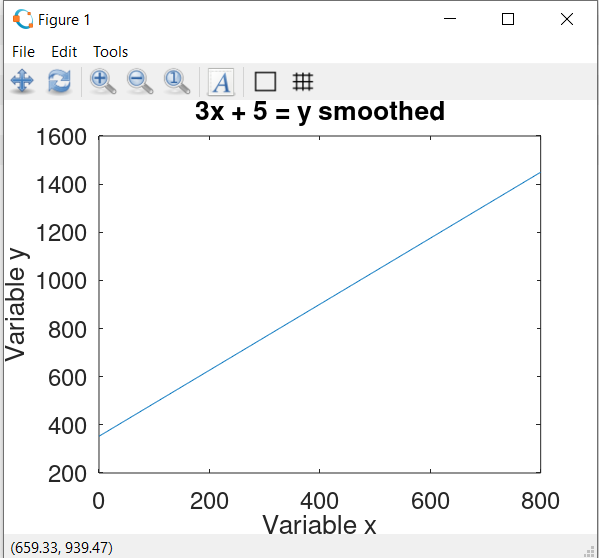 Figure 1
File Edit Tools
A
3x + 5 = y smoothed
1600
1400
1200
1000
800
600
400
200
Variable y
0 200 400 600 800
Variable x
(659.33, 939.47)